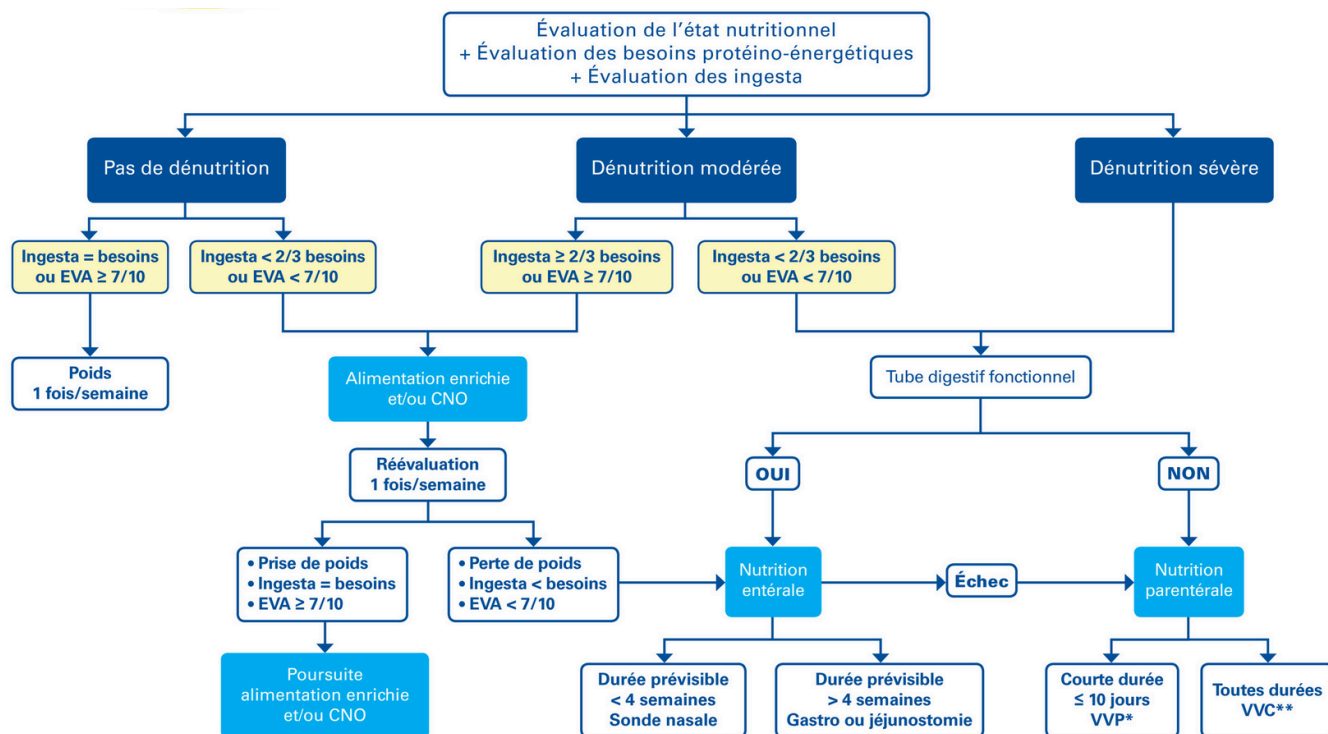 Évaluation de l'état nutritionnel
+ Évaluation des besoins protéino-énergétiques
+ Évaluation des ingesta
Pas de dénutrition
Dénutrition modérée
Dénutrition sévère
Ingesta = besoins
ou EVA ≥ 7/10
Ingesta < 2/3 besoins
ou EVA < 7/10
Ingesta ≥ 2/3 besoins
ou EVA ≥ 7/10
Ingesta < 2/3 besoins
ou EVA < 7/10
Poids
1 fois/semaine
Alimentation enrichie
et/ou CNO
Tube digestif fonctionnel
Réévaluation
1 fois/semaine
OUI
NON
• Prise de poids
• Ingesta = besoins
• EVA ≥ 7/10
• Perte de poids
• Ingesta < besoins
• EVA < 7/10
Nutrition
entérale
Échec
Nutrition
parentérale
Poursuite
alimentation enrichie
et/ou CNO
Durée prévisible
< 4 semaines
Sonde nasale
Durée prévisible
> 4 semaines
Gastro ou jéjunostomie
Courte durée
≤ 10 jours
VVP*
Toutes durées
VVC**